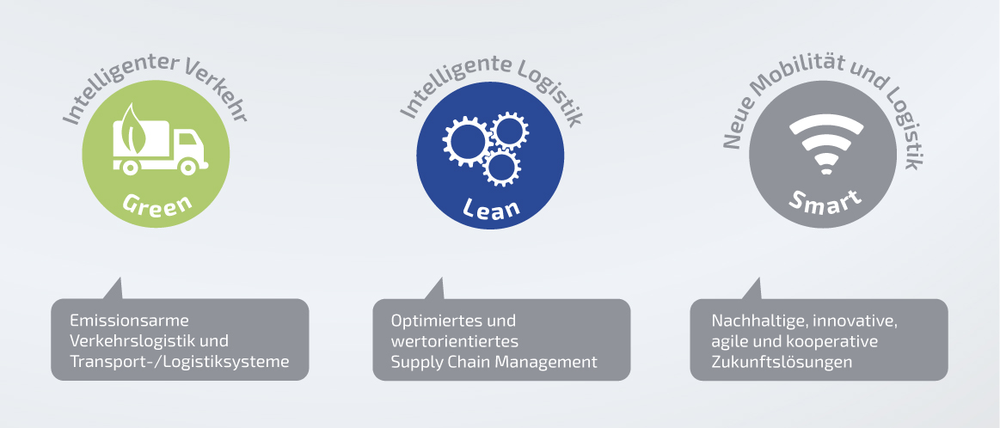 Intelligenter Verkehr
Green
Intelligente Logistik
Lean
Neue Mobilität und Logistik
Smart
Emissionsarme
Verkehrslogistik und
Transport-/Logistiksysteme
Optimiertes und
wertorientiertes
Supply Chain Management
Nachhaltige, innovative,
agile und kooperative
Zukunftslösungen